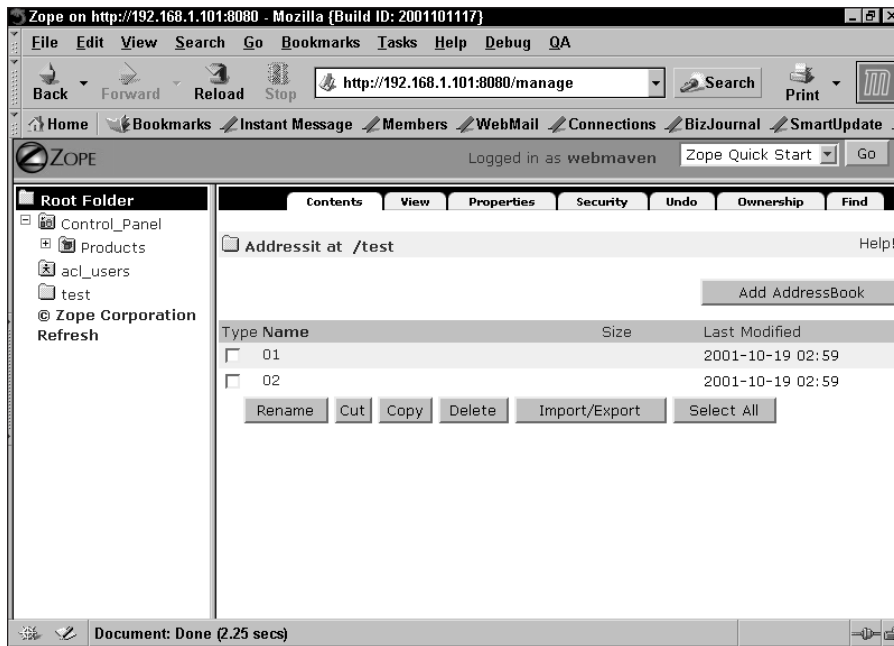 Zope on http://192.168.1.101:8080 - Mozilla {Build ID: 2001101117}
File Edit View Search Go Bookmarks Tasks Help Debug QA
Back Forward Reload Stop http://192.168.1.101:8080/manage Search Print
Home Bookmarks Instant Message Members WebMail Connections BizJournal SmartUpdate
ZOPE Logged in as webmaven Zope Quick Start Go
Root Folder
Control_Panel
Products
acl_users
test
© Zope Corporation
Refresh
Contents View Properties Security Undo Ownership Find
Addressit at /test Help!
Add AddressBook
Type Name Size Last Modified
01 2001-10-19 02:59
02 2001-10-19 02:59
Rename Cut Copy Delete Import/Export Select All
Document: Done (2.25 secs)